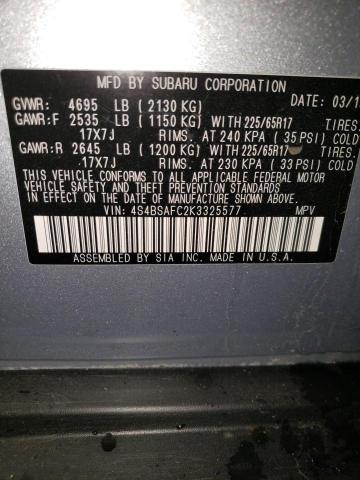 MFD BY SUBARU CORPORATION
GVWR: 4695 LB (2130 KG) DATE: 03/1
GAWR:F 2535 LB (1150 KG) WITH 225/65R17 TIRES,
17X7J RIMS, AT 240 KPA (35 PSI) COLD
GAWR:R 2645 LB (1200 KG) WITH 225/65R17 TIRES,
17X7J RIMS, AT 230 KPA (33 PSI) COLD
THIS VEHICLE CONFORMS TO ALL APPLICABLE FEDERAL MOTOR
VEHICLE SAFETY AND THEFT PREVENTION STANDARDS
IN EFFECT ON THE DATE OF MANUFACTURE SHOWN ABOVE.
VIN: 4S4BSAFC2K3325577 MPV
ASSEMBLED BY SIA INC. MADE IN U.S.A.